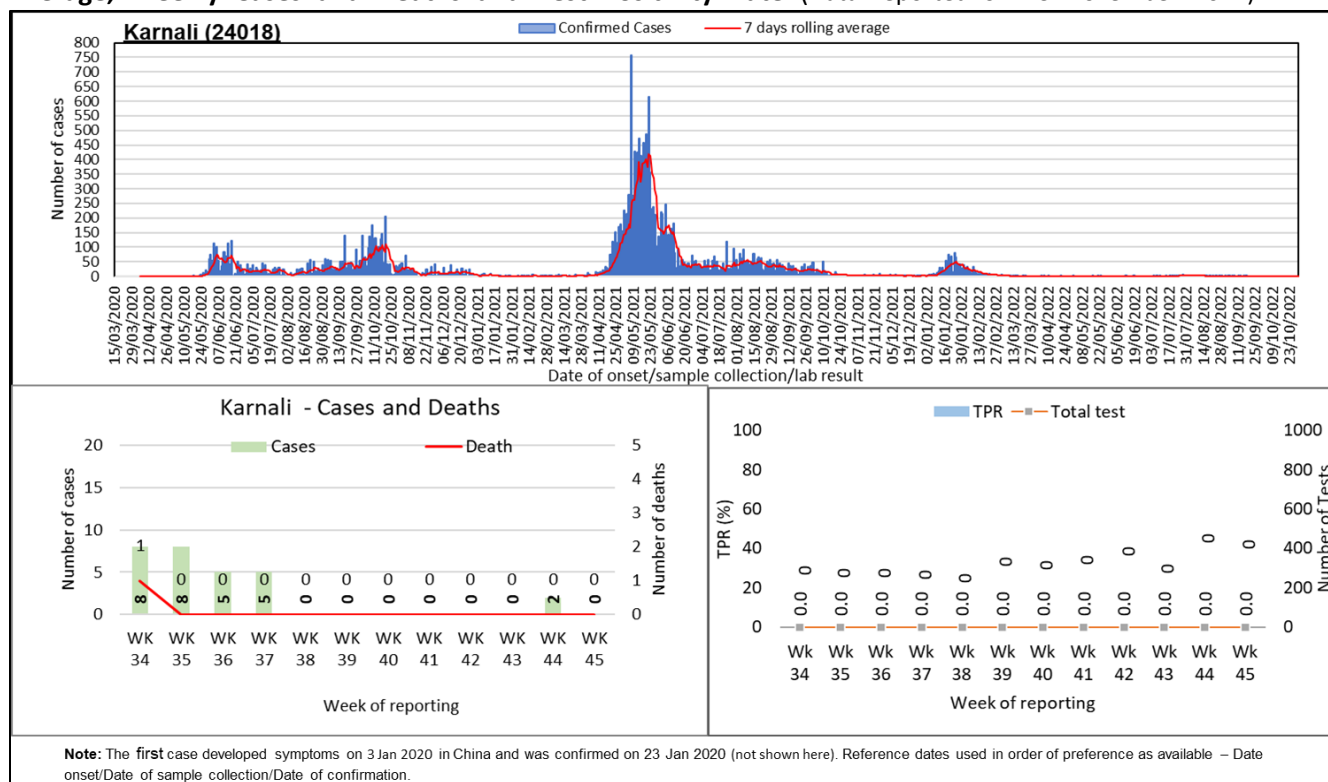 Karnali (24018)
Confirmed Cases 7 days rolling average
Number of cases
800
750
700
650
600
550
500
450
400
350
300
250
200
150
100
50
0
15/03/2020 29/03/2020 12/04/2020 26/04/2020 10/05/2020 24/05/2020 07/06/2020 21/06/2020 05/07/2020 19/07/2020 02/08/2020 16/08/2020 30/08/2020 13/09/2020 27/09/2020 11/10/2020 25/10/2020 08/11/2020 22/11/2020 06/12/2020 20/12/2020 03/01/2021 17/01/2021 31/01/2021 14/02/2021 28/02/2021 14/03/2021 28/03/2021 11/04/2021 25/04/2021 09/05/2021 23/05/2021 06/06/2021 20/06/2021 04/07/2021 18/07/2021 01/08/2021 15/08/2021 29/08/2021 12/09/2021 26/09/2021 10/10/2021 24/10/2021 07/11/2021 21/11/2021 05/12/2021 19/12/2021 02/01/2022 16/01/2022 30/01/2022 13/02/2022 27/02/2022 13/03/2022 27/03/2022 10/04/2022 24/04/2022 08/05/2022 22/05/2022 05/06/2022 19/06/2022 03/07/2022 17/07/2022 31/07/2022 14/08/2022 28/08/2022 11/09/2022 25/09/2022 09/10/2022 23/10/2022
Date of onset/sample collection/lab result
Karnali - Cases and Deaths
Cases Death
Number of cases
20
15
10
5
0
1 0 0 0 0 0 0 0 0 0 0 0
8 8 5 5 0 0 0 0 0 0 2 0
5
4
3
2
1
0
Number of deaths
WK WK WK WK WK WK WK WK WK WK WK WK
34 35 36 37 38 39 40 41 42 43 44 45
Week of reporting
TPR Total test
TPR (%)
100
80
60
40
20
0
0 0 0 0 0 0 0 0 0 0 0 0
0.0 0.0 0.0 0.0 0.0 0.0 0.0 0.0 0.0 0.0 0.0 0.0
1000
800
600
400
200
0
Number of Tests
Wk Wk Wk Wk Wk Wk Wk Wk Wk Wk Wk Wk
34 35 36 37 38 39 40 41 42 43 44 45
Week of reporting
Note: The first case developed symptoms on 3 Jan 2020 in China and was confirmed on 23 Jan 2020 (not shown here). Reference dates used in order of preference as available – Date
onset/Date of sample collection/Date of confirmation.